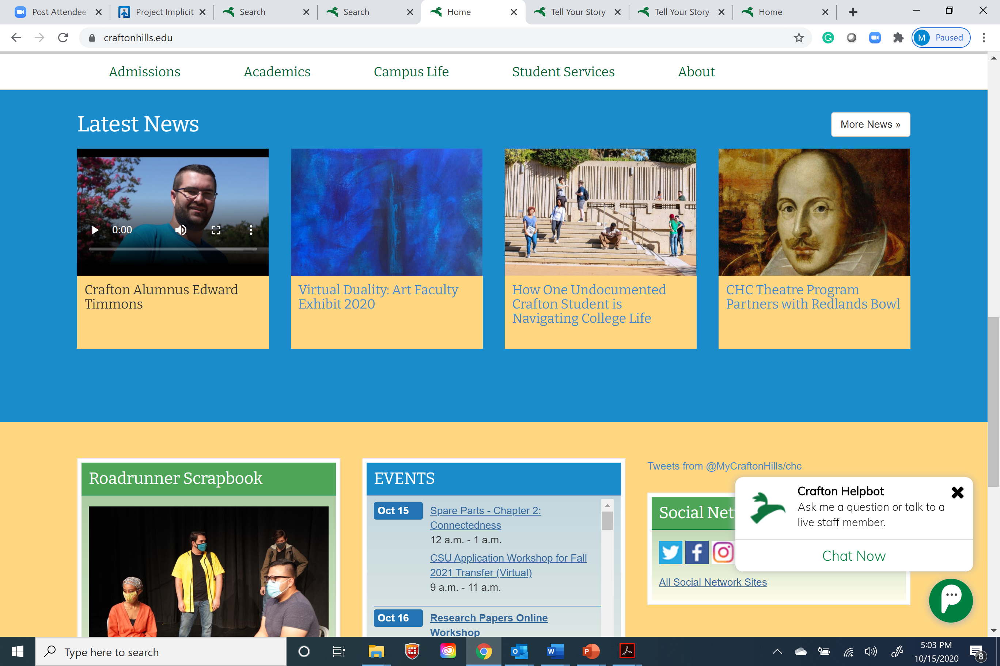 Post Attendee
Project Implicit
Search
Search
Home
Tell Your Story
Tell Your Story
Home
craftonhills.edu
M
Paused
Admissions
Academics
Campus Life
Student Services
About
Latest News
More News »
0:00
Crafton Alumnus Edward
Timmons
Virtual Duality: Art Faculty
Exhibit 2020
How One Undocumented
Crafton Student is
Navigating College Life
CHC Theatre Program
Partners with Redlands Bowl
Roadrunner Scrapbook
EVENTS
Oct 15
Spare Parts - Chapter 2:
Connectedness
12 a.m. - 1 a.m.
CSU Application Workshop for Fall
2021 Transfer (Virtual)
9 a.m. - 11 a.m.
Oct 16
Research Papers Online
Workshop
Tweets from @MyCraftonHills/chc
Social Net
All Social Network Sites
Crafton Helpbot
Ask me a question or talk to a
live staff member.
Chat Now
Type here to search
5:03 PM
10/15/2020
8